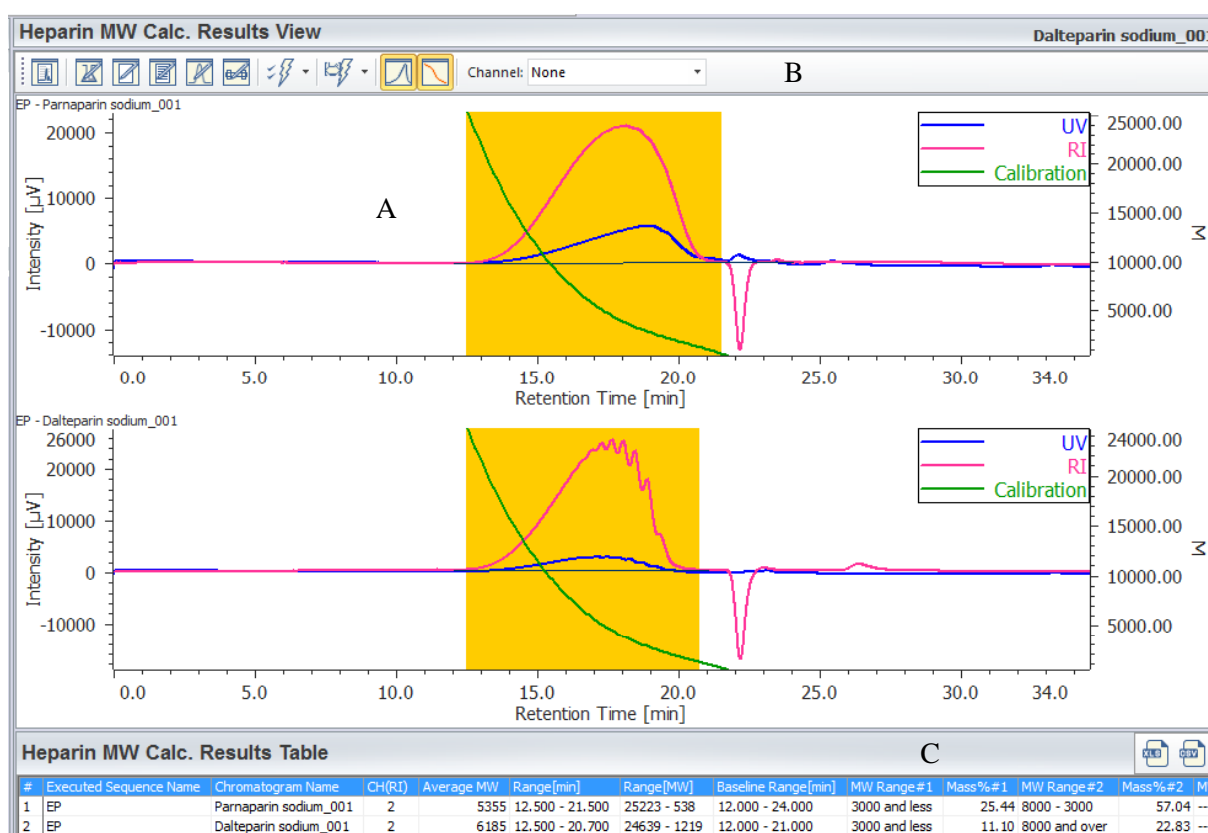 Heparin MW Calc. Results View
Dalteparin sodium_001
Channel: None
B
EP - Parnaparin sodium_001
20000
10000
0
-10000
Intensity [µV]
A
UV
RI
Calibration
25000.00
20000.00
15000.00
10000.00
5000.00
M
0.0 5.0 10.0 15.0 20.0 25.0 30.0 34.0
Retention Time [min]
EP - Dalteparin sodium_001
26000
20000
10000
0
-10000
Intensity [µV]
UV
RI
Calibration
24000.00
20000.00
15000.00
10000.00
5000.00
M
0.0 5.0 10.0 15.0 20.0 25.0 30.0 34.0
Retention Time [min]
Heparin MW Calc. Results Table
C
XLS CSV
# Executed Sequence Name Chromatogram Name CH(RI) Average MW Range[min] Range[MW] Baseline Range[min] MW Range#1 Mass%#1 MW Range#2 Mass%#2
1 EP Parnaparin sodium_001 2 5355 12.500 - 21.500 25223 - 538 12.000 - 24.000 3000 and less 25.44 8000 - 3000 57.04 --
2 EP Dalteparin sodium_001 2 6185 12.500 - 20.700 24639 - 1219 12.000 - 21.000 3000 and less 11.10 8000 and over 22.83 --